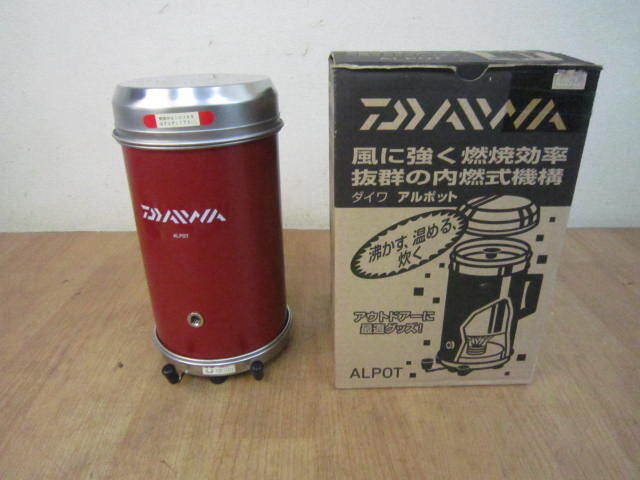 DAIWA
ALPOT
ALPOT
DAIWA
風に強く燃焼効率
抜群の内燃式機構
ダイワ アルポット
沸かす、温める、
炊く
アウトドアーに
最適グッズ!
ALPOT